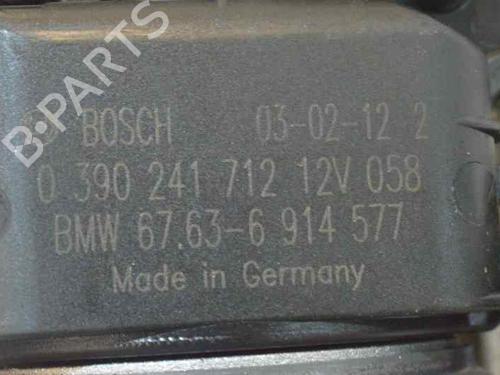 BOSCH 03-02-12 2
0 390 241 712 12V 058
BMW 67.63-6 914 577
Made in Germany
B-PARTS